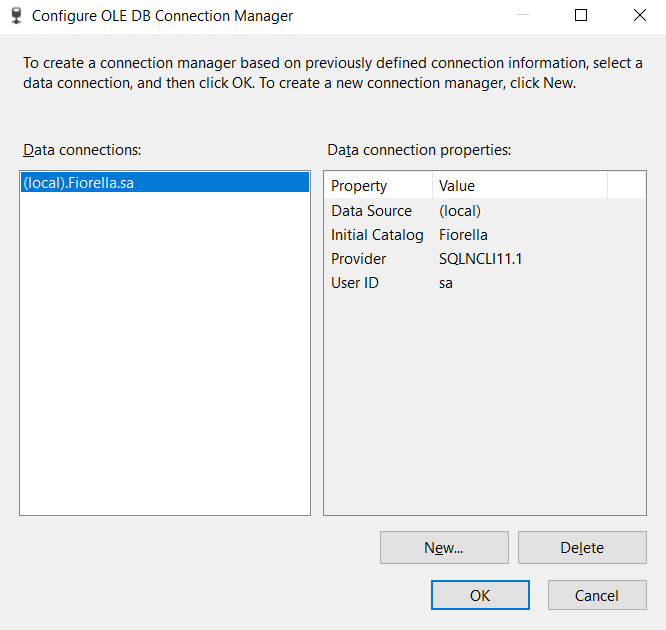 Configure OLE DB Connection Manager
To create a connection manager based on previously defined connection information, select a
data connection, and then click OK. To create a new connection manager, click New.
Data connections:
Data connection properties:
(local).Fiorella.sa
Property Value
Data Source (local)
Initial Catalog Fiorella
Provider SQLNCLI11.1
User ID sa
New... Delete
OK Cancel